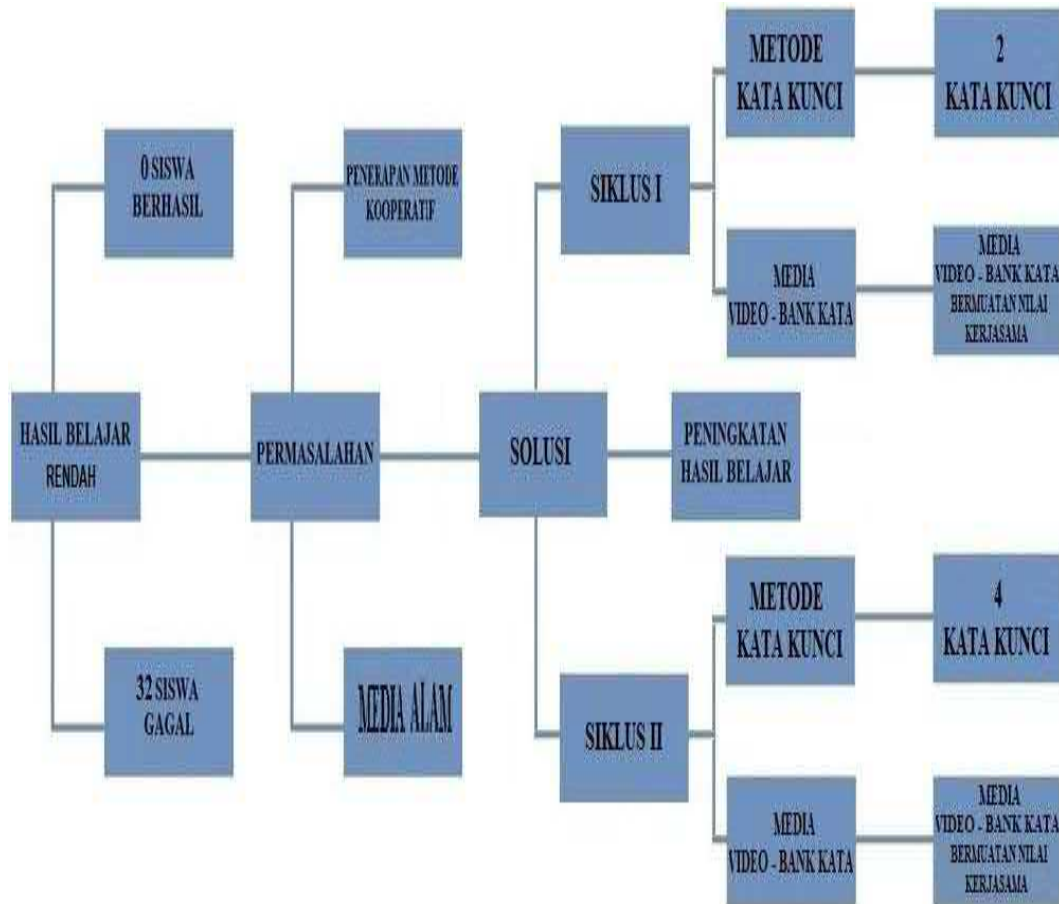 METODE
KATA KUNCI
2
KATA KUNCI
0 SISWA
BERHASIL
PENERAPAN METODE
KOOPERATIF
SIKLUS I
MEDIA
VIDEO - BANK KATA
MEDIA
VIDEO - BANK KATA
BERMUATAN NILAI
KERJASAMA
HASIL BELAJAR
RENDAH
PERMASALAHAN
SOLUSI
PENINGKATAN
HASIL BELAJAR
METODE
KATA KUNCI
4
KATA KUNCI
32 SISWA
GAGAL
MEDIA ALAM
SIKLUS II
MEDIA
VIDEO - BANK KATA
MEDIA
VIDEO - BANK KATA
BERMUATAN NILAI
KERJASAMA